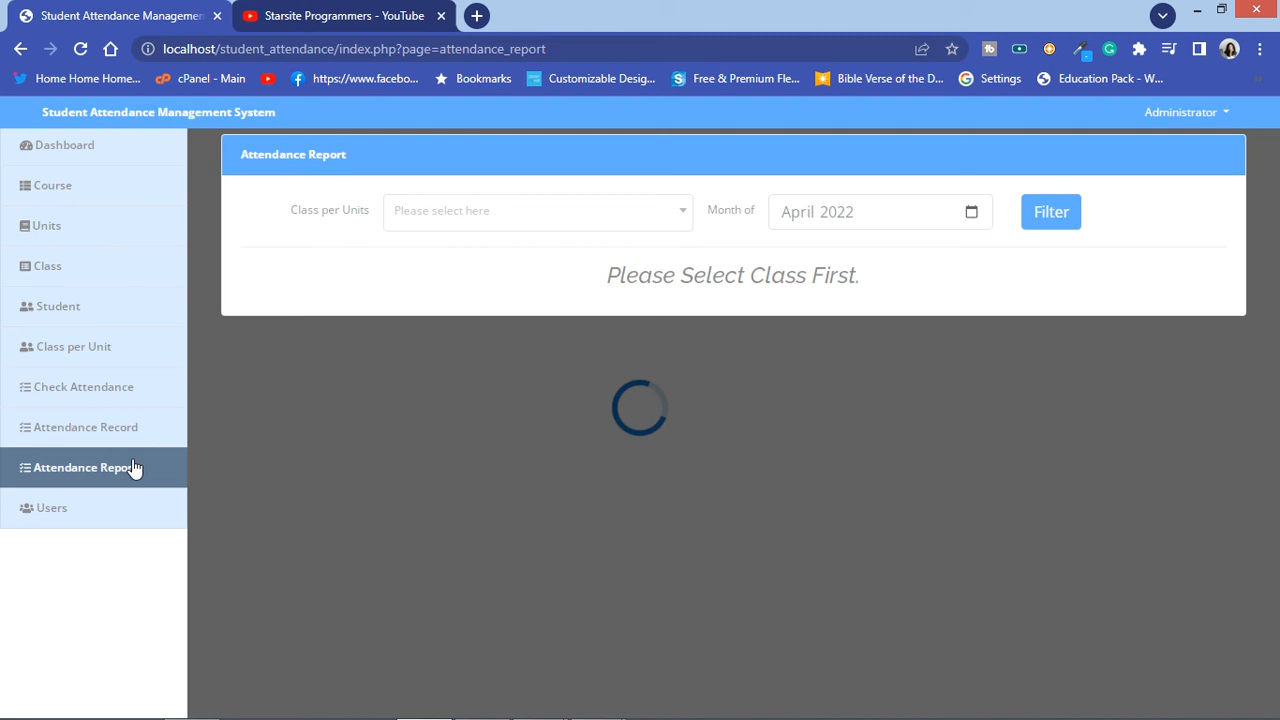 Student Attendance Managemen
Starsite Programmers - YouTube
localhost/student_attendance/index.php?page=attendance_report
Home Home Home...
cPanel - Main
https://www.facebo...
Bookmarks
Customizable Desig...
Free & Premium Fle...
Bible Verse of the D...
Settings
Education Pack - W...
Student Attendance Management System
Administrator
Dashboard
Course
Units
Class
Student
Class per Unit
Check Attendance
Attendance Record
Attendance Repor
Users
Attendance Report
Class per Units
Please select here
Month of
April 2022
Filter
Please Select Class First.